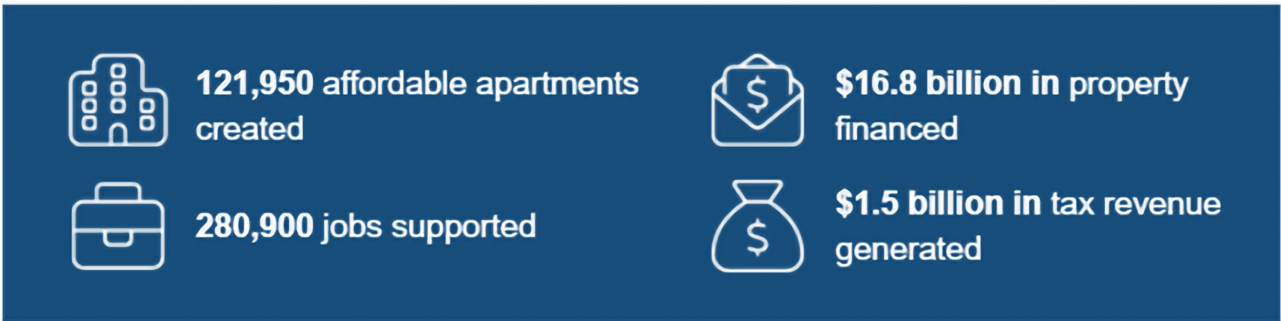 121,950 affordable apartments
created
280,900 jobs supported
$
$16.8 billion in property
financed
$
$1.5 billion in tax revenue
generated